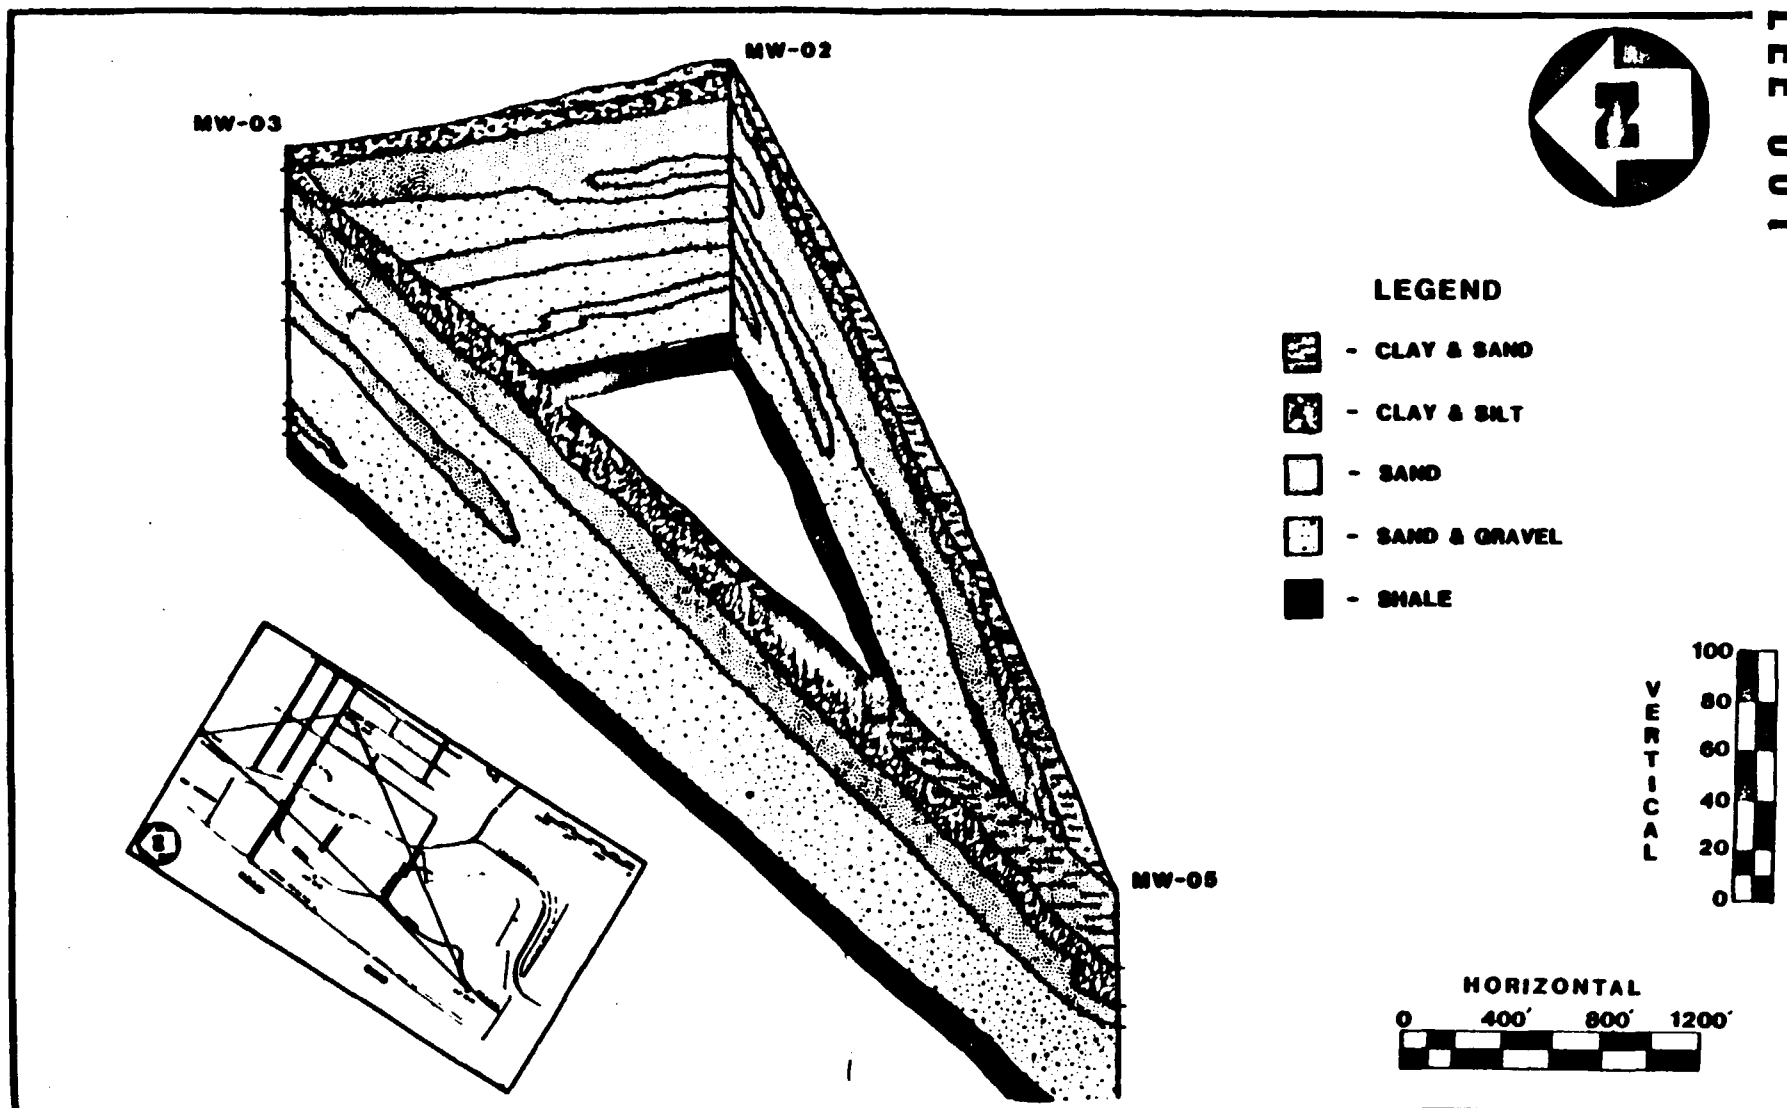 MW-02
MW-03
N
LEGEND
- CLAY & SAND
- CLAY & SILT
- SAND
- SAND & GRAVEL
- SHALE
VERTICAL
100
80
60
40
20
0
MW-05
HORIZONTAL
0 400' 800' 1200'